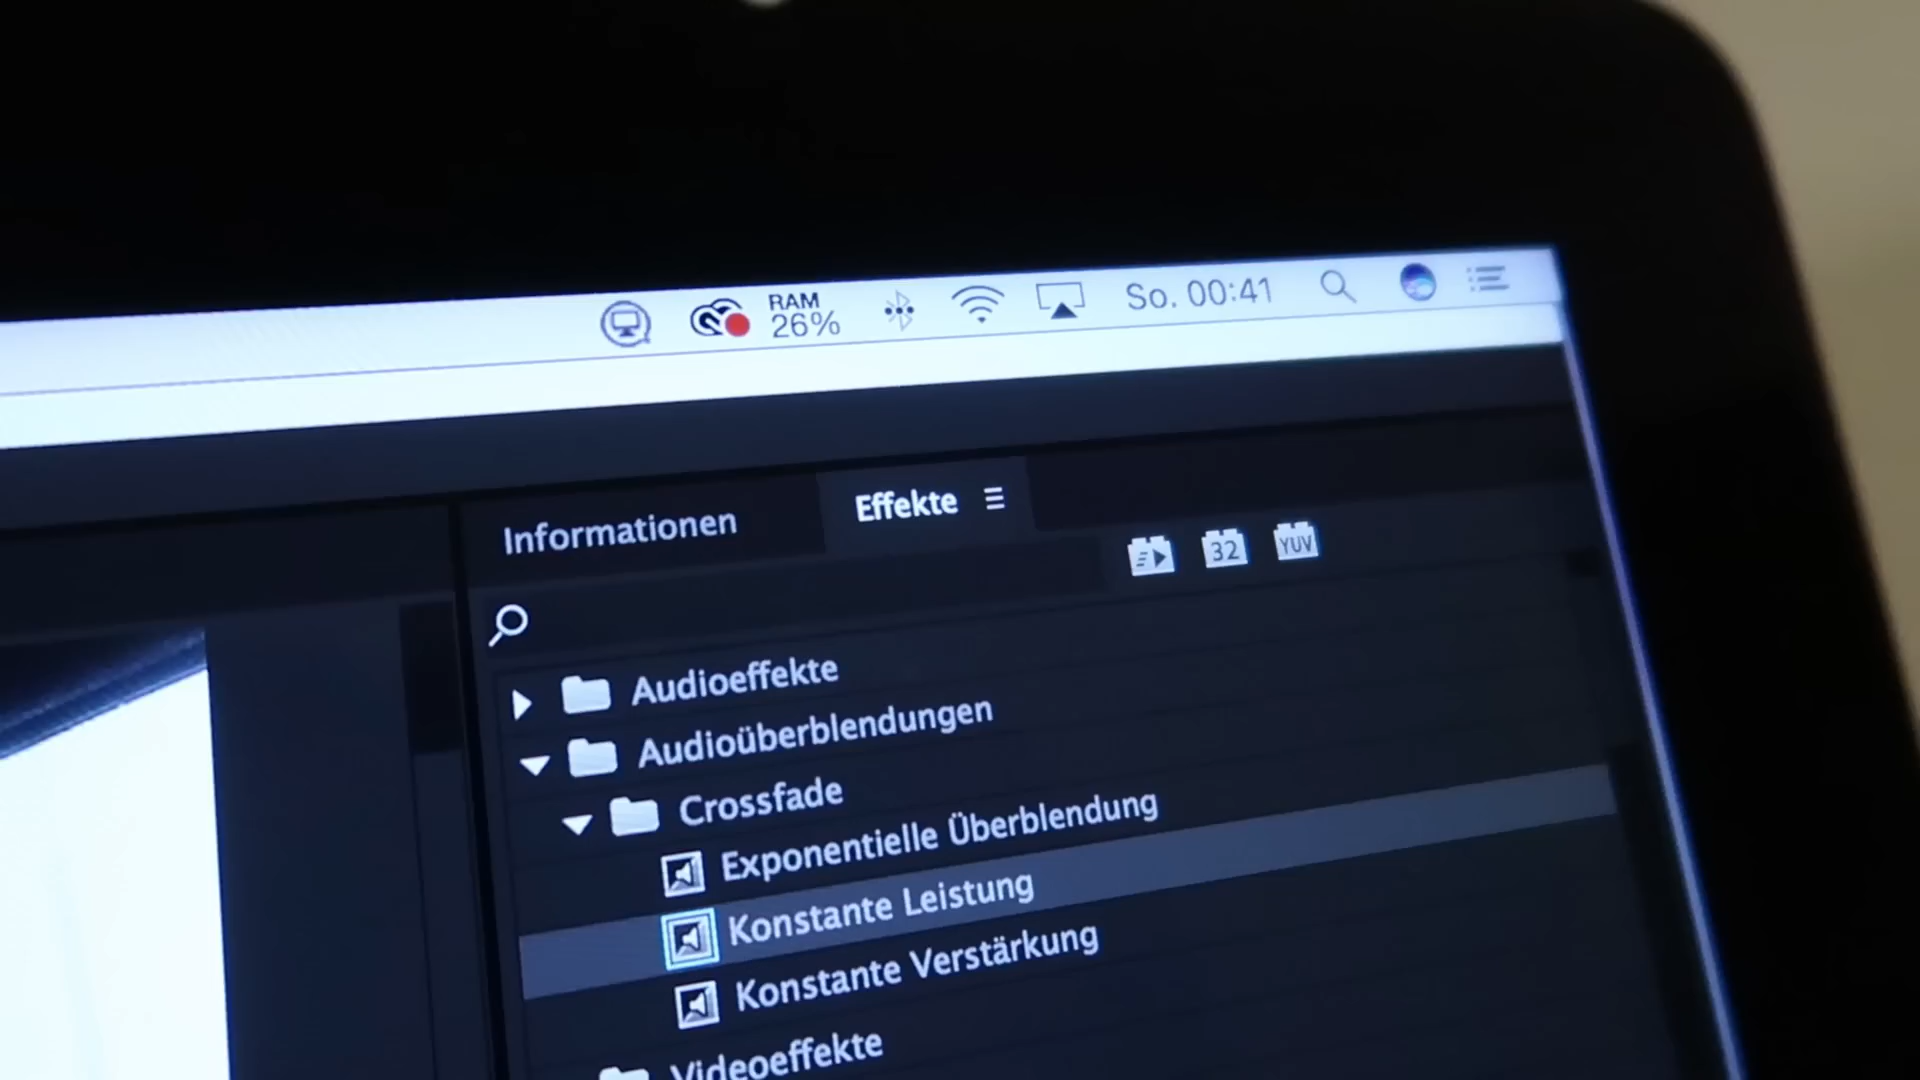 RAM
26%
So. 00:41
Informationen
Effekte
32
YUV
Audioeffekte
Audioüberblendungen
Crossfade
Exponentielle Überblendung
Konstante Leistung
Konstante Verstärkung
Videoeffekte